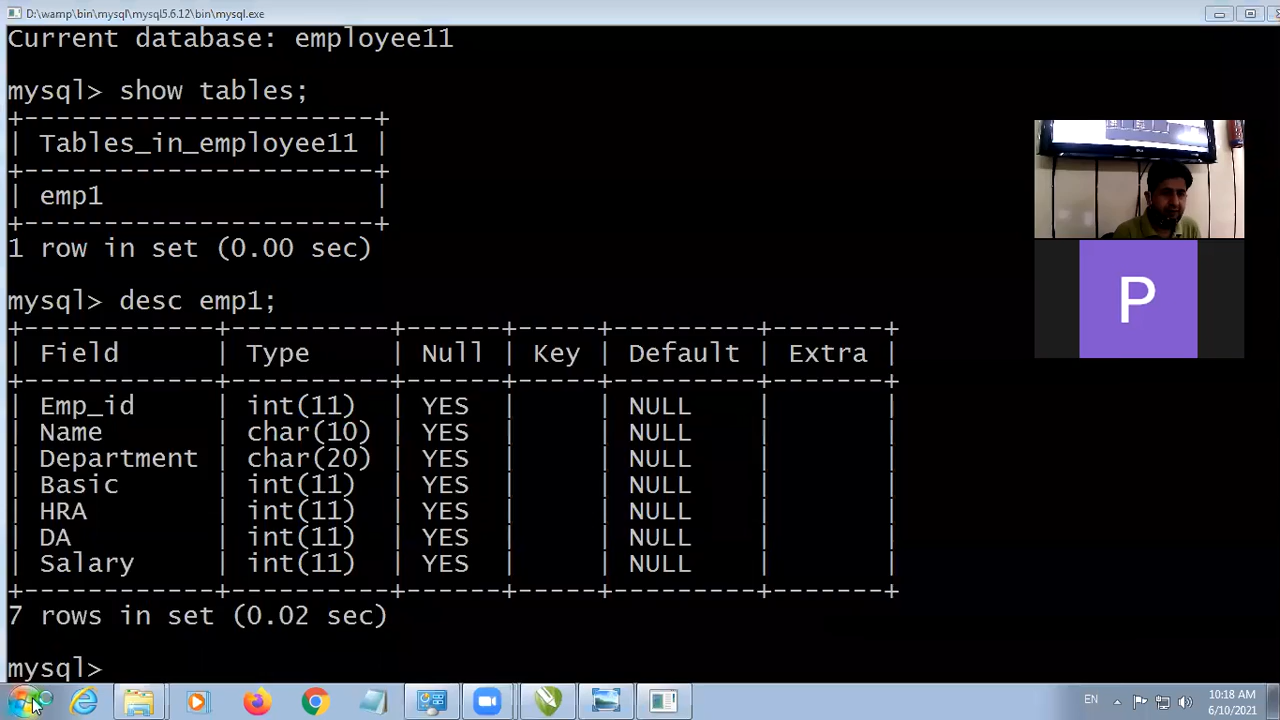 D:\wamp\bin\mysql\mysql5.6.12\bin\mysql.exe
Current database: employee11
mysql> show tables;
+----------------------+
| Tables_in_employee11 |
+----------------------+
| emp1                 |
+----------------------+
1 row in set (0.00 sec)
mysql> desc emp1;
+------------+----------+------+-----+---------+-------+
| Field      | Type     | Null | Key | Default | Extra |
+------------+----------+------+-----+---------+-------+
| Emp_id     | int(11)  | YES  |     | NULL    |       |
| Name       | char(10) | YES  |     | NULL    |       |
| Department | char(20) | YES  |     | NULL    |       |
| Basic      | int(11)  | YES  |     | NULL    |       |
| HRA        | int(11)  | YES  |     | NULL    |       |
| DA         | int(11)  | YES  |     | NULL    |       |
| Salary     | int(11)  | YES  |     | NULL    |       |
+------------+----------+------+-----+---------+-------+
7 rows in set (0.02 sec)
mysql>
P
EN
10:18 AM
6/10/2021